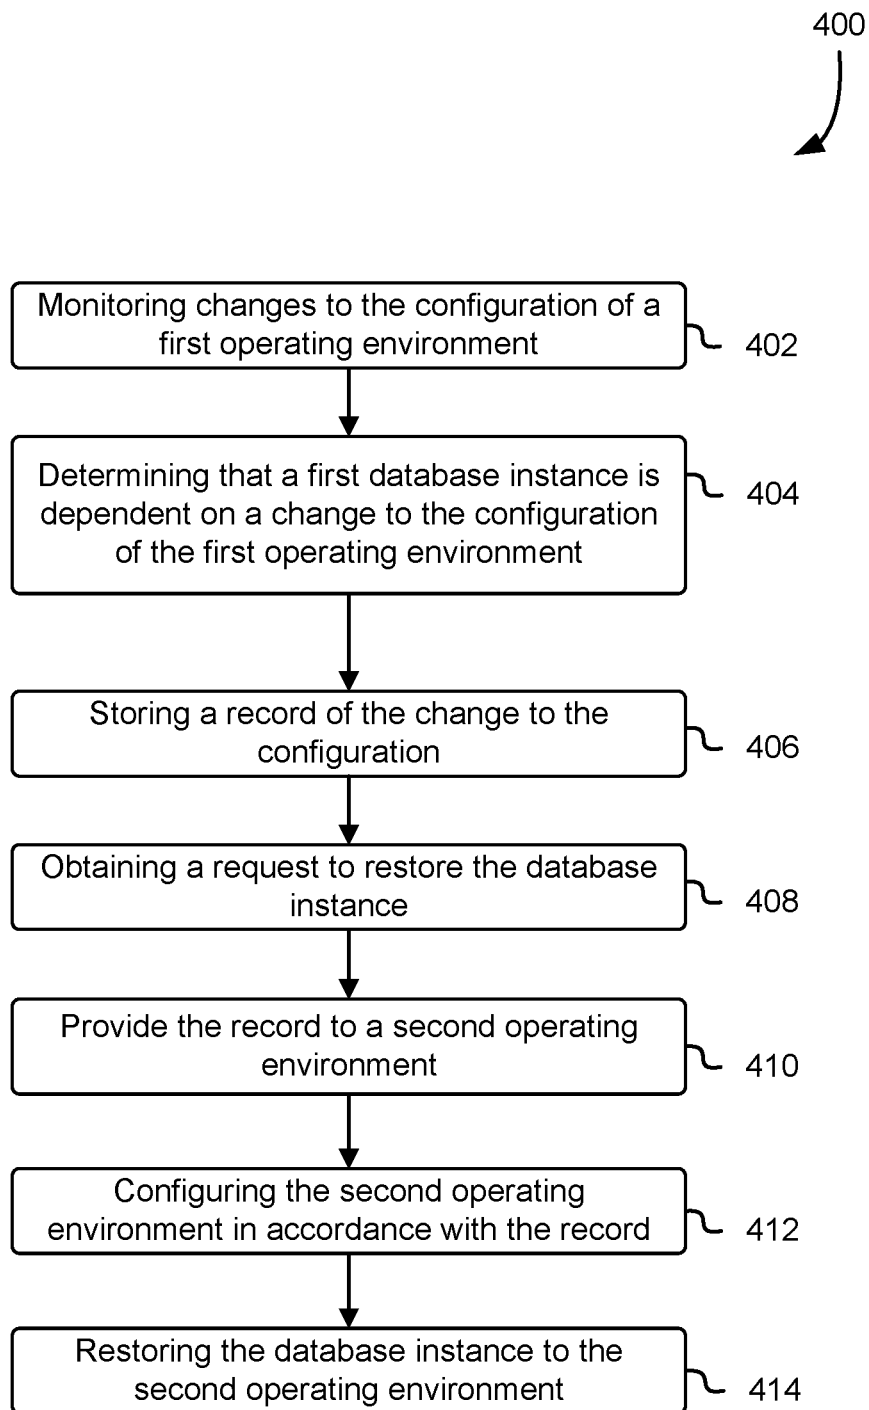 400
Monitoring changes to the configuration of a
first operating environment
402
Determining that a first database instance is
dependent on a change to the configuration
of the first operating environment
404
Storing a record of the change to the
configuration
406
Obtaining a request to restore the database
instance
408
Provide the record to a second operating
environment
410
Configuring the second operating
environment in accordance with the record
412
Restoring the database instance to the
second operating environment
414